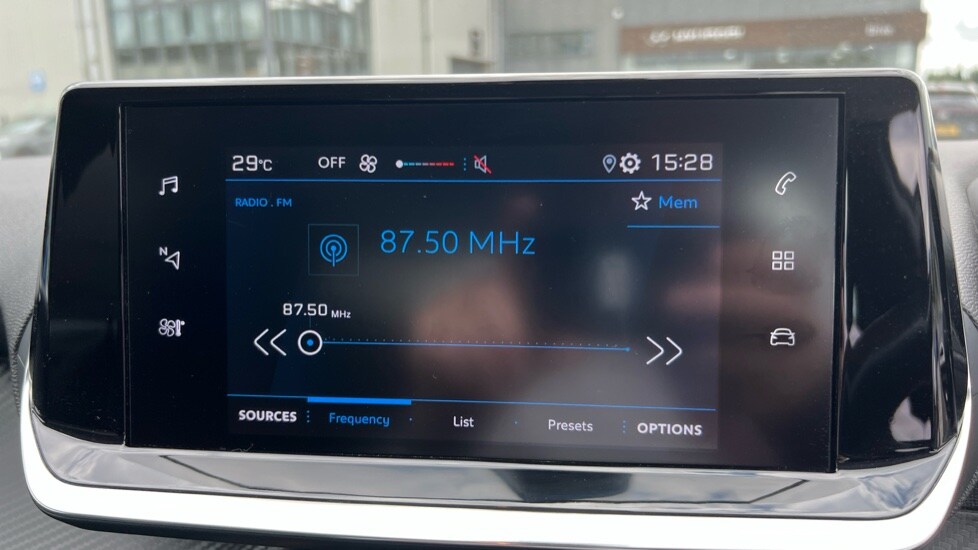 29°C OFF 15:28
RADIO . FM
Mem
87.50 MHz
87.50 MHz
N
SOURCES Frequency List Presets OPTIONS